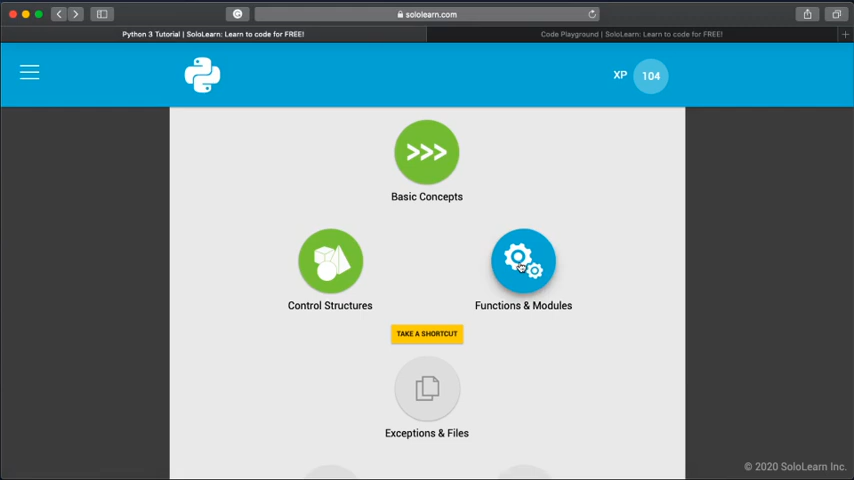 sololearn.com
Python 3 Tutorial | SoloLearn: Learn to code for FREE!
Code Playground | SoloLearn: Learn to code for FREE!
XP 104
>>>
Basic Concepts
Control Structures
Functions & Modules
TAKE A SHORTCUT
Exceptions & Files
© 2020 SoloLearn Inc.